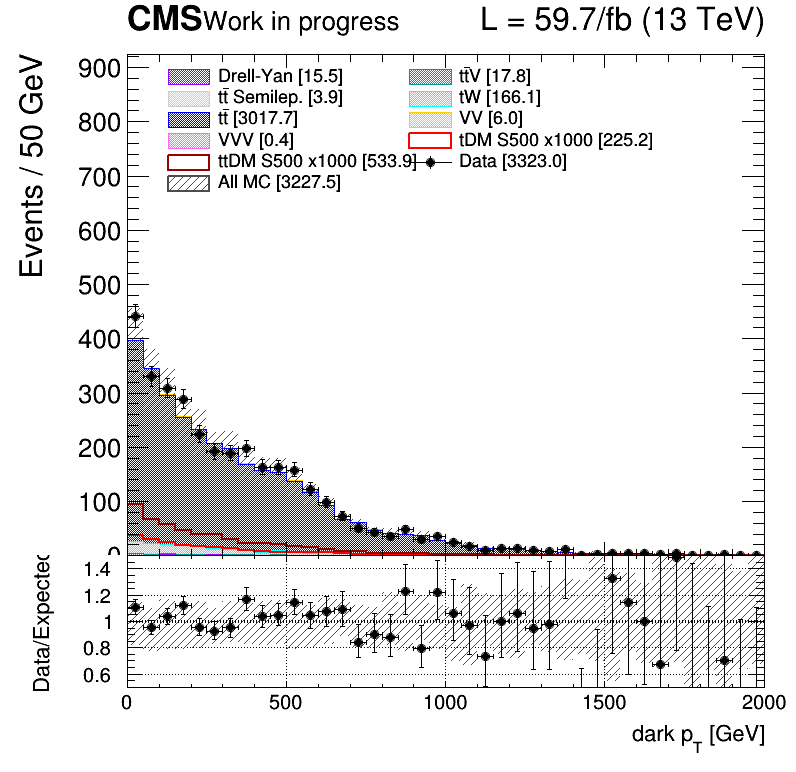 CMS Work in progress L = 59.7/fb (13 TeV)
Events / 50 GeV
900
800
700
600
500
400
300
200
100
0
Drell-Yan [15.5] tt̄V [17.8]
tt̄ Semilep. [3.9] tW [166.1]
tt̄ [3017.7] VV [6.0]
VVV [0.4] tDM S500 x1000 [225.2]
ttDM S500 x1000 [533.9] Data [3323.0]
All MC [3227.5]
Data/Expected
1.4
1.2
1
0.8
0.6
0 500 1000 1500 2000
dark p_T [GeV]